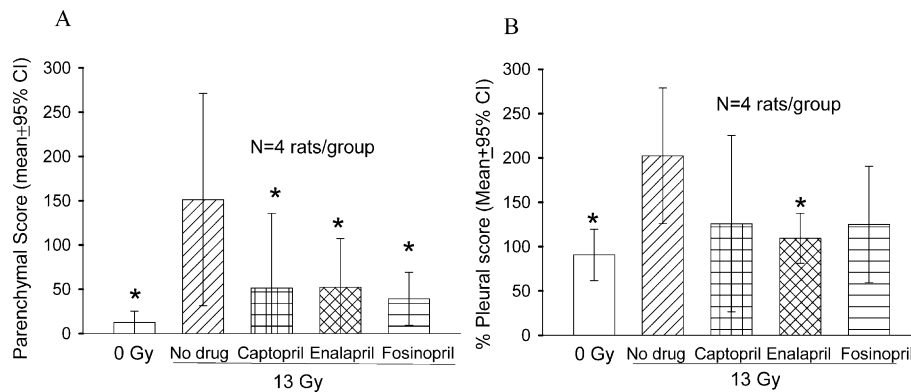 A
Parenchymal Score (mean±95% CI)
300
250
200
150
100
50
0
N=4 rats/group
*
*
*
*
0 Gy
No drug
Captopril
Enalapril
Fosinopril
13 Gy
B
% Pleural score (Mean±95% CI)
300
250
200
150
100
50
0
N=4 rats/group
*
*
0 Gy
No drug
Captopril
Enalapril
Fosinopril
13 Gy